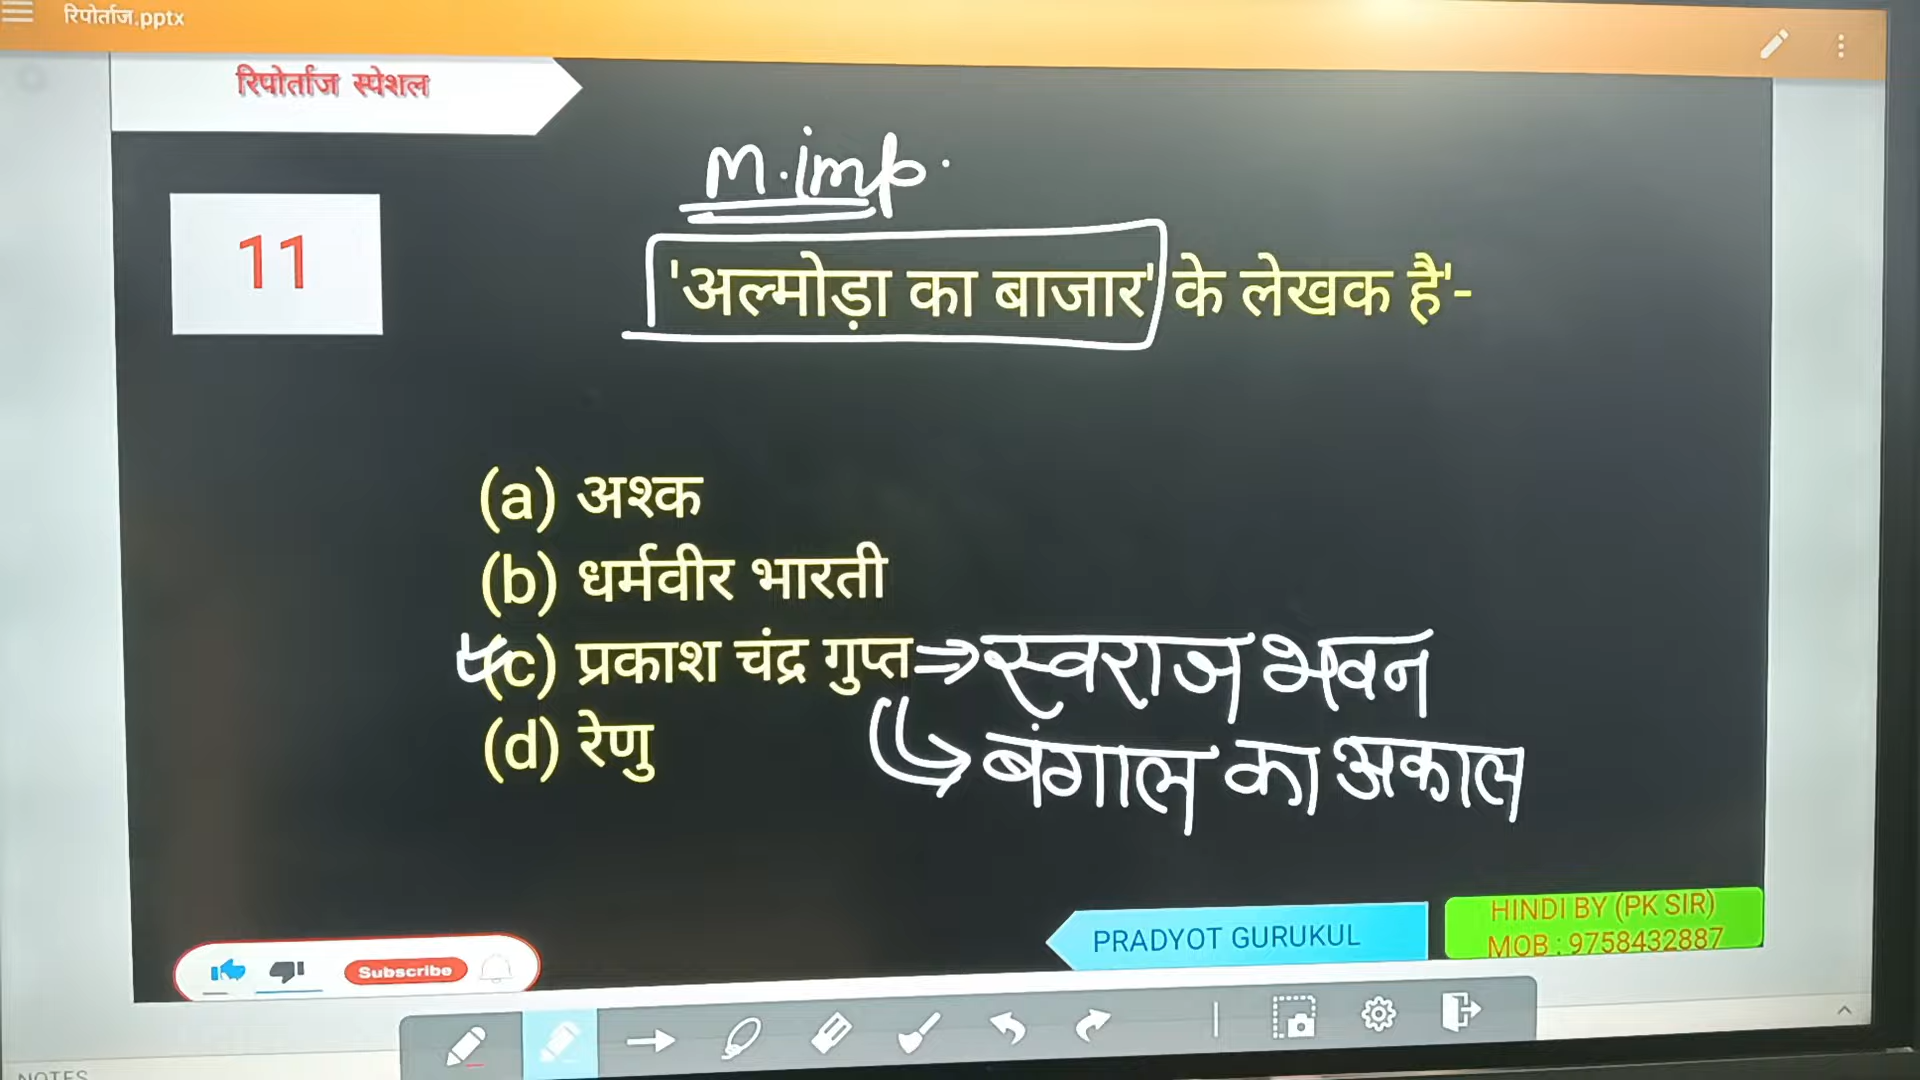 रिपोर्ताज.pptx
रिपोर्ताज स्पेशल
m.imp.
11
'अल्मोड़ा का बाजार' के लेखक है'-
(a) अश्क
(b) धर्मवीर भारती
(c) प्रकाश चंद्र गुप्त ⇒ स्वराज भवन
(d) रेणु
बंगाल का अकाल
HINDI BY (PK SIR)
PRADYOT GURUKUL
MOB : 9758432887
Subscribe
NOTES